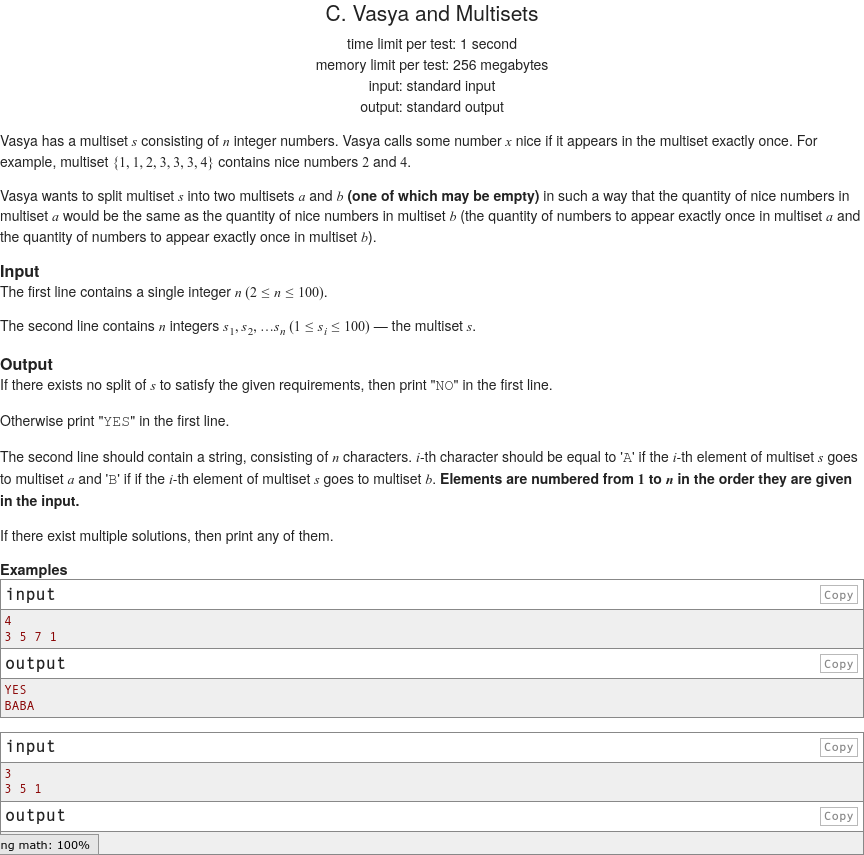 C. Vasya and Multisets
time limit per test: 1 second
memory limit per test: 256 megabytes
input: standard input
output: standard output
Vasya has a multiset s consisting of n integer numbers. Vasya calls some number x nice if it appears in the multiset exactly once. For
example, multiset {1, 1, 2, 3, 3, 3, 4} contains nice numbers 2 and 4.
Vasya wants to split multiset s into two multisets a and b (one of which may be empty) in such a way that the quantity of nice numbers in
multiset a would be the same as the quantity of nice numbers in multiset b (the quantity of numbers to appear exactly once in multiset a and
the quantity of numbers to appear exactly once in multiset b).
Input
The first line contains a single integer n (2 ≤ n ≤ 100).
The second line contains n integers s₁, s₂, …sₙ (1 ≤ sᵢ ≤ 100) — the multiset s.
Output
If there exists no split of s to satisfy the given requirements, then print "NO" in the first line.
Otherwise print "YES" in the first line.
The second line should contain a string, consisting of n characters. i-th character should be equal to 'A' if the i-th element of multiset s goes
to multiset a and 'B' if if the i-th element of multiset s goes to multiset b. Elements are numbered from 1 to n in the order they are given
in the input.
If there exist multiple solutions, then print any of them.
Examples
input Copy
4
3 5 7 1
output Copy
YES
BABA
input Copy
3
3 5 1
output Copy
ng math: 100%